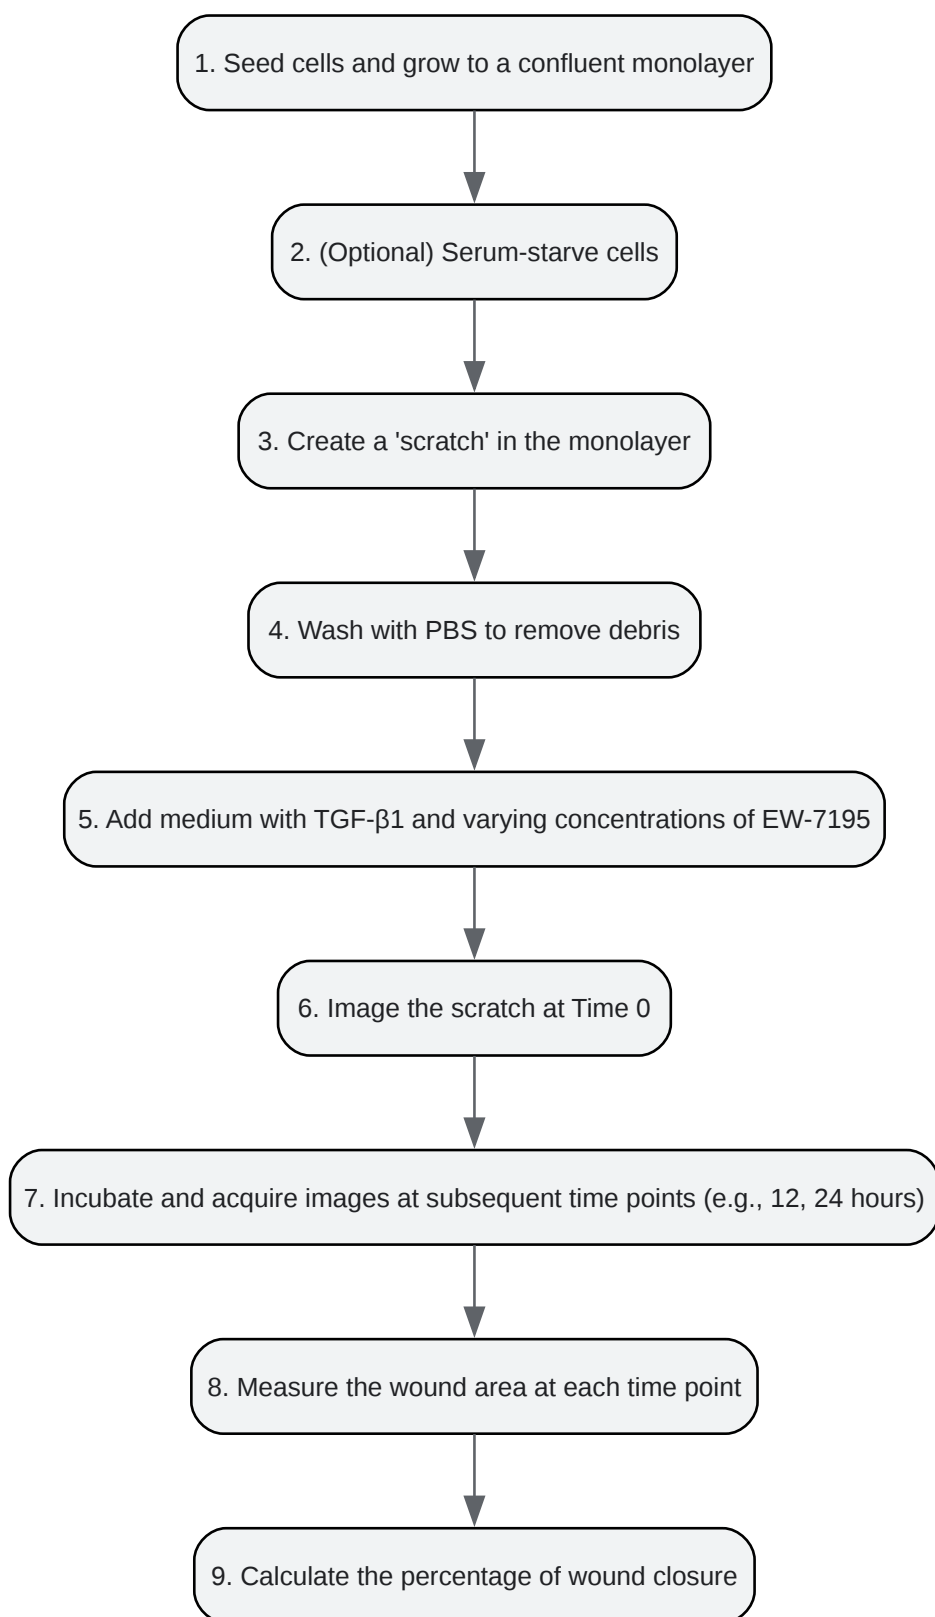 1. Seed cells and grow to a confluent monolayer
2. (Optional) Serum-starve cells
3. Create a 'scratch' in the monolayer
4. Wash with PBS to remove debris
5. Add medium with TGF-β1 and varying concentrations of EW-7195
6. Image the scratch at Time 0
7. Incubate and acquire images at subsequent time points (e.g., 12, 24 hours)
8. Measure the wound area at each time point
9. Calculate the percentage of wound closure